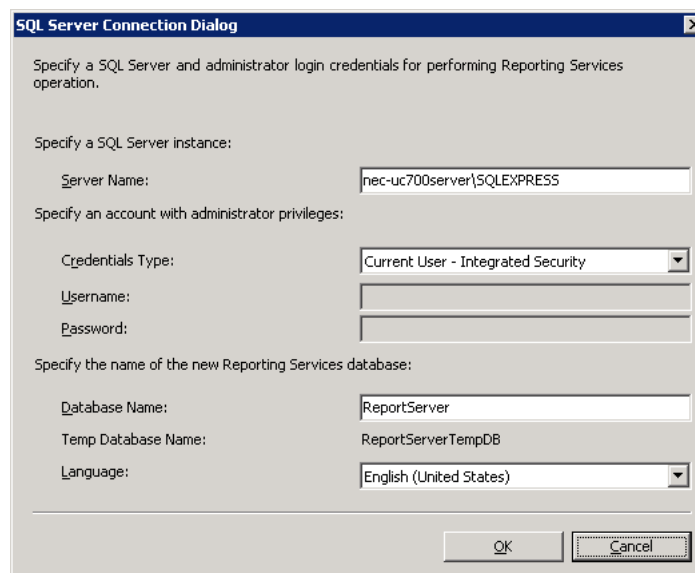 SQL Server Connection Dialog
Specify a SQL Server and administrator login credentials for performing Reporting Services
operation.
Specify a SQL Server instance:
Server Name: nec-uc700server\SQLEXPRESS
Specify an account with administrator privileges:
Credentials Type: Current User - Integrated Security
Username:
Password:
Specify the name of the new Reporting Services database:
Database Name: ReportServer
Temp Database Name: ReportServerTempDB
Language: English (United States)
OK Cancel